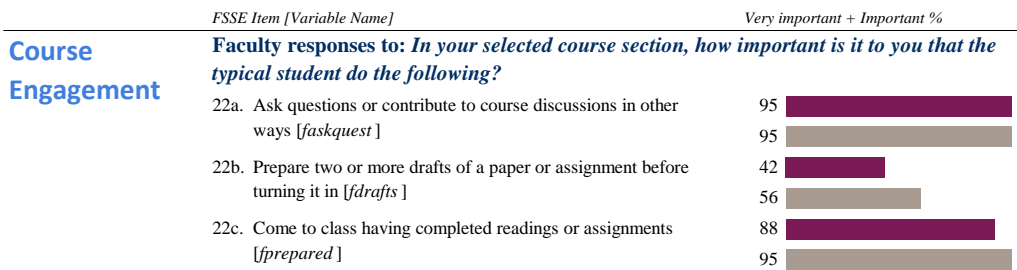 FSSE Item [Variable Name] Very important + Important %
Course Engagement
Faculty responses to: In your selected course section, how important is it to you that the
typical student do the following?
22a. Ask questions or contribute to course discussions in other
ways [faskquest]
95
95
22b. Prepare two or more drafts of a paper or assignment before
turning it in [fdrafts]
42
56
22c. Come to class having completed readings or assignments
[fprepared]
88
95